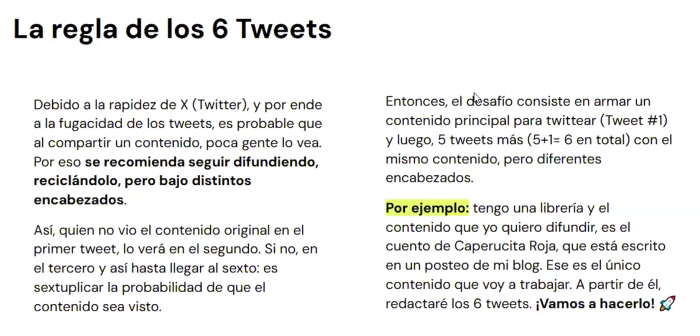 La regla de los 6 Tweets
Debido a la rapidez de X (Twitter), y por ende
a la fugacidad de los tweets, es probable que
al compartir un contenido, poca gente lo vea.
Por eso se recomienda seguir difundiendo,
reciclándolo, pero bajo distintos
encabezados.
Así, quien no vio el contenido original en el
primer tweet, lo verá en el segundo. Si no, en
el tercero y así hasta llegar al sexto: es
sextuplicar la probabilidad de que el
contenido sea visto.
Entonces, el desafío consiste en armar un
contenido principal para twittear (Tweet #1)
y luego, 5 tweets más (5+1= 6 en total) con el
mismo contenido, pero diferentes
encabezados.
Por ejemplo: tengo una librería y el
contenido que yo quiero difundir, es el
cuento de Caperucita Roja, que está escrito
en un posteo de mi blog. Ese es el único
contenido que voy a trabajar. A partir de él,
redactaré los 6 tweets. ¡Vamos a hacerlo! 🚀